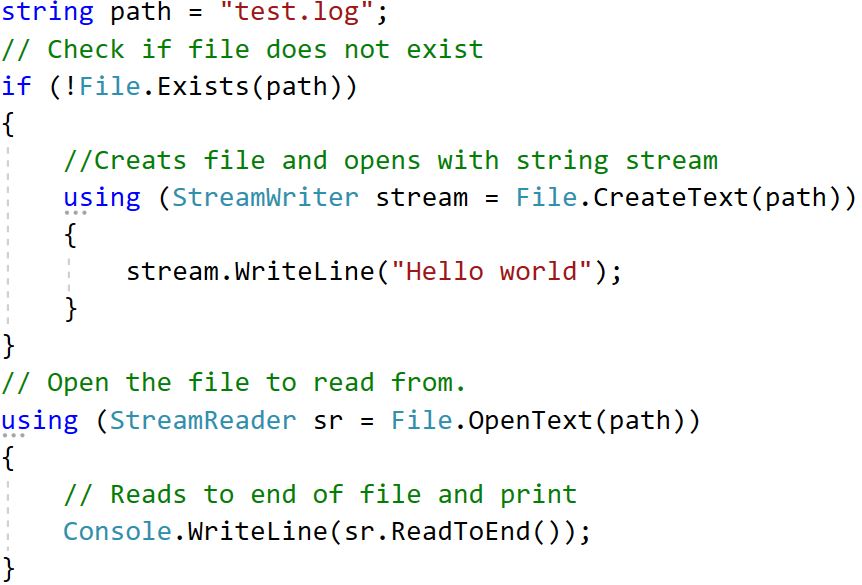 string path = "test.log";
// Check if file does not exist
if (!File.Exists(path))
{
    //Creats file and opens with string stream
    using (StreamWriter stream = File.CreateText(path))
    {
        stream.WriteLine("Hello world");
    }
}
// Open the file to read from.
using (StreamReader sr = File.OpenText(path))
{
    // Reads to end of file and print
    Console.WriteLine(sr.ReadToEnd());
}